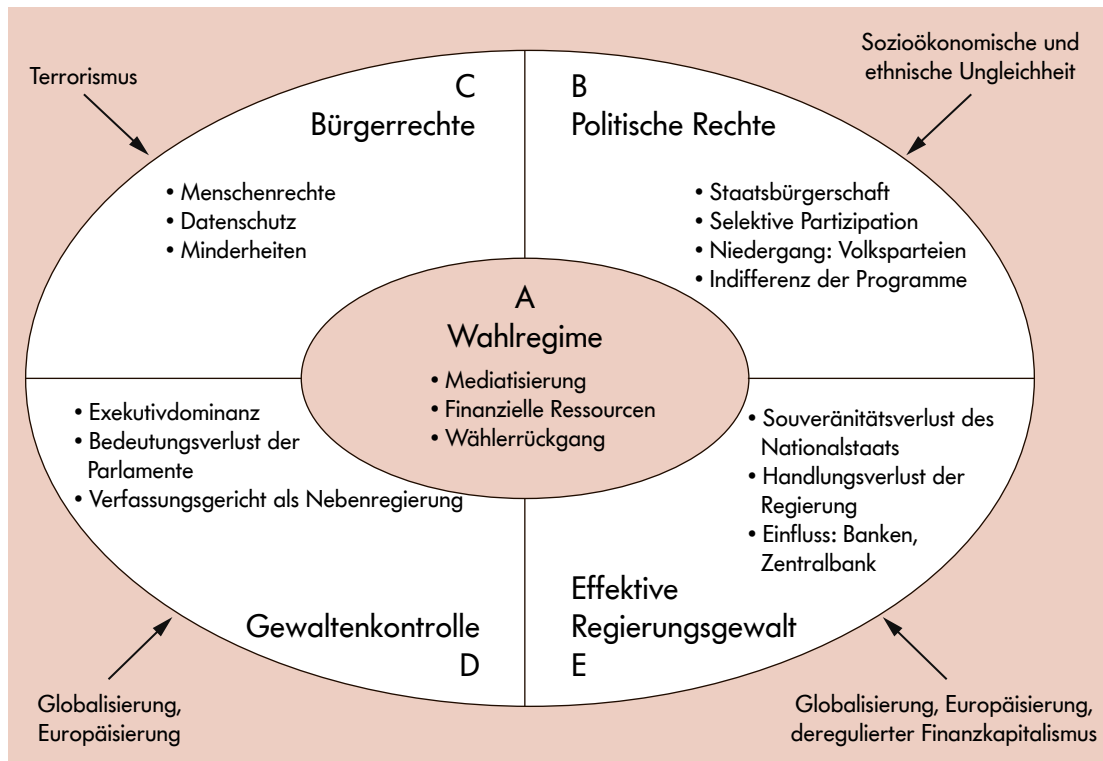 Terrorismus
Sozioökonomische und
ethnische Ungleichheit
C
Bürgerrechte
• Menschenrechte
• Datenschutz
• Minderheiten
B
Politische Rechte
• Staatsbürgerschaft
• Selektive Partizipation
• Niedergang: Volksparteien
• Indifferenz der Programme
A
Wahlregime
• Mediatisierung
• Finanzielle Ressourcen
• Wählerrückgang
• Exekutivdominanz
• Bedeutungsverlust der
Parlamente
• Verfassungsgericht als Nebenregierung
Gewaltenkontrolle
D
• Souveränitätsverlust des
Nationalstaats
• Handlungsverlust der
Regierung
• Einfluss: Banken,
Zentralbank
Effektive
Regierungsgewalt
E
Globalisierung,
Europäisierung
Globalisierung, Europäisierung,
deregulierter Finanzkapitalismus